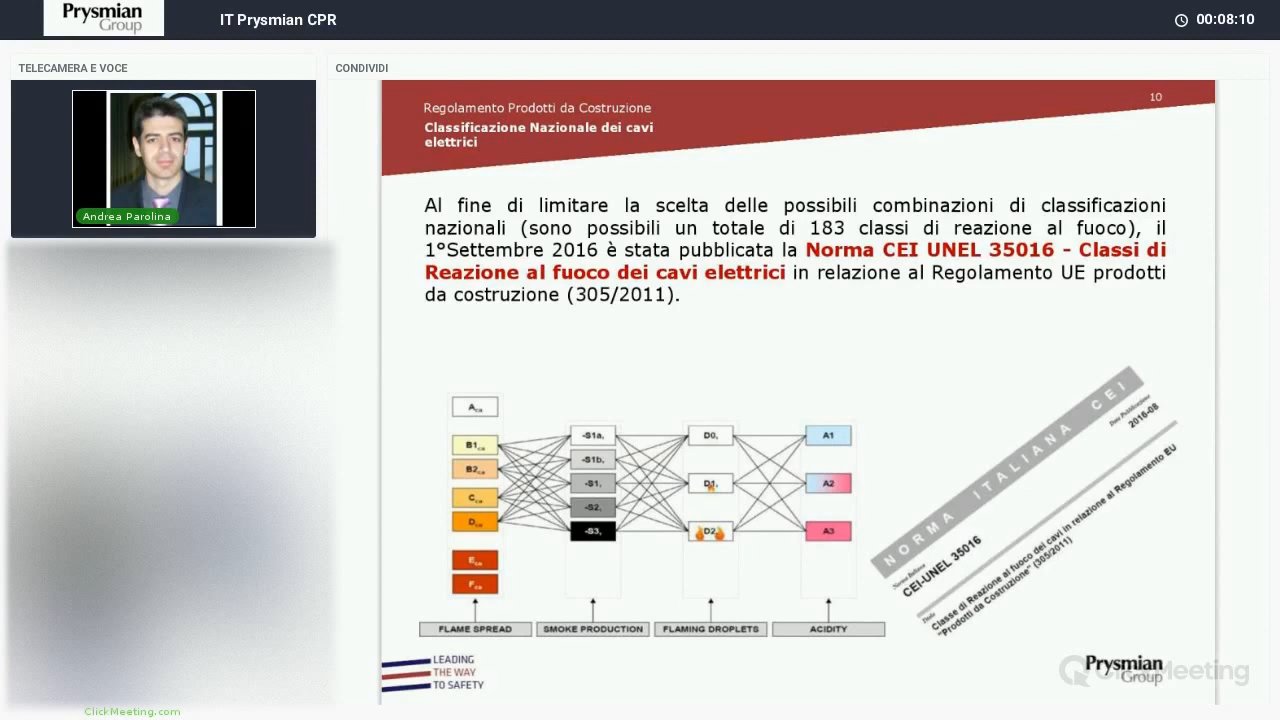 Prysmian
Group
IT Prysmian CPR
00:08:10
TELECAMERA E VOCE
CONDIVIDI
Andrea Parolina
Regolamento Prodotti da Costruzione
10
Classificazione Nazionale dei cavi
elettrici
Al fine di limitare la scelta delle possibili combinazioni di classificazioni
nazionali (sono possibili un totale di 183 classi di reazione al fuoco), il
1°Settembre 2016 è stata pubblicata la Norma CEI UNEL 35016 - Classi di
Reazione al fuoco dei cavi elettrici in relazione al Regolamento UE prodotti
da costruzione (305/2011).
Aca
B1ca
B2ca
Cca
Dca
Eca
Fca
-S1a,
-S1b,
-S1,
-S2,
-S3,
D0,
D1,
D2,
A1
A2
A3
FLAME SPREAD
SMOKE PRODUCTION
FLAMING DROPLETS
ACIDITY
NORMA ITALIANA CEI
Data Pubblicazione
2016-08
Norma Italiana
CEI-UNEL 35016
Titolo
Classe di Reazione al fuoco dei cavi in relazione al Regolamento EU
"Prodotti da Costruzione" (305/2011)
LEADING
THE WAY
TO SAFETY
Prysmian
Group
ClickMeeting
ClickMeeting.com